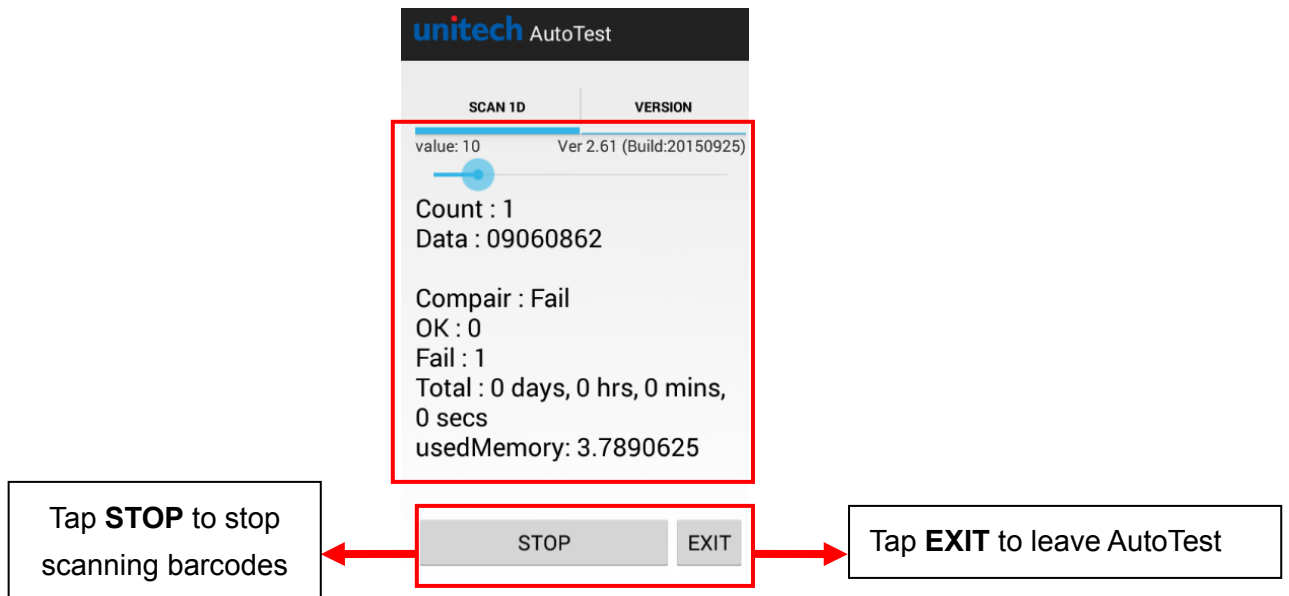 unitech AutoTest
SCAN 1D VERSION
value: 10 Ver 2.61 (Build:20150925)
Count : 1
Data : 09060862
Compair : Fail
OK : 0
Fail : 1
Total : 0 days, 0 hrs, 0 mins,
0 secs
usedMemory: 3.7890625
Tap STOP to stop
scanning barcodes
STOP EXIT
Tap EXIT to leave AutoTest